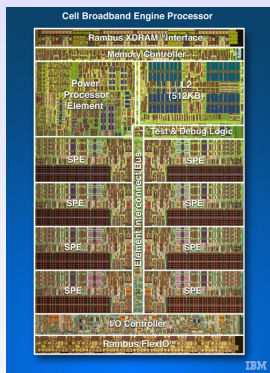 Cell Broadband Engine Processor
Rambus XDRAM™ Interface
Memory Controller
Power
Processor
Element
L2
(512KB)
Test & Debug Logic
SPE
SPE
SPE
SPE
Element Interconnect Bus
SPE
SPE
SPE
SPE
I/O Controller
Rambus FlexIO™
IBM